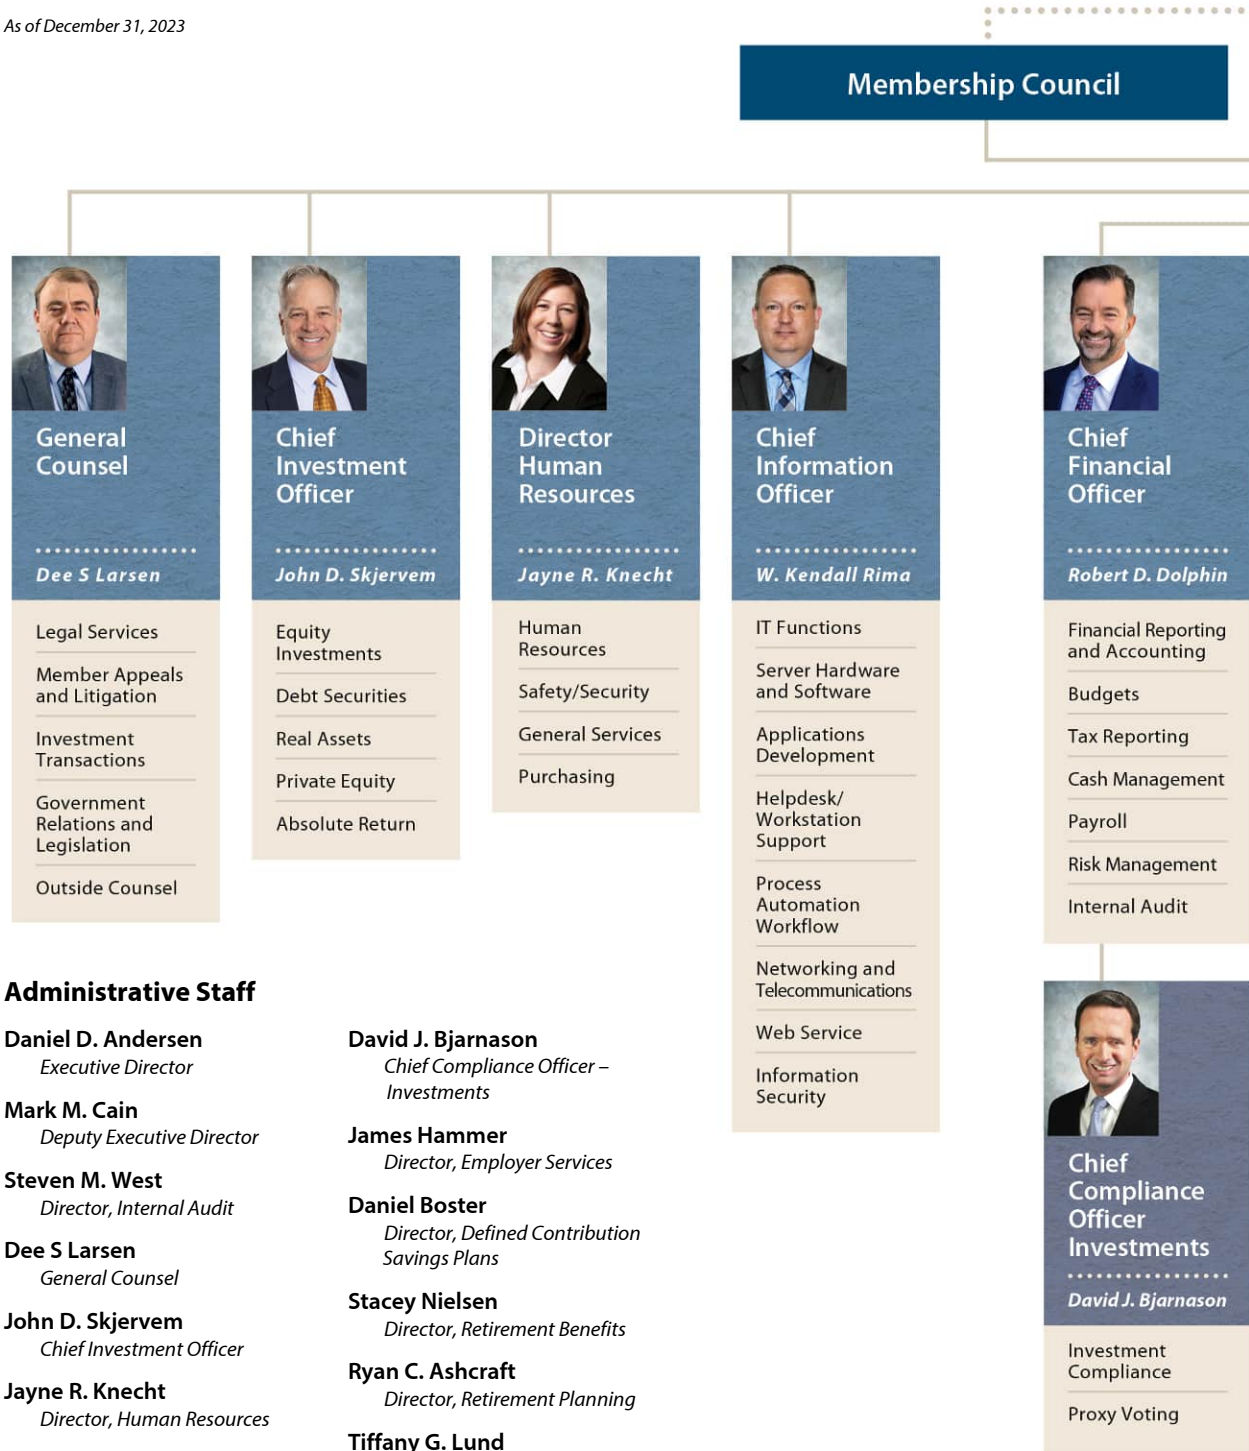 As of December 31, 2023
Membership Council
General
Counsel
Dee S Larsen
Legal Services
Member Appeals
and Litigation
Investment
Transactions
Government
Relations and
Legislation
Outside Counsel
Chief
Investment
Officer
John D. Skjervem
Equity
Investments
Debt Securities
Real Assets
Private Equity
Absolute Return
Director
Human
Resources
Jayne R. Knecht
Human
Resources
Safety/Security
General Services
Purchasing
Chief
Information
Officer
W. Kendall Rima
IT Functions
Server Hardware
and Software
Applications
Development
Helpdesk/
Workstation
Support
Process
Automation
Workflow
Networking and
Telecommunications
Web Service
Information
Security
Chief
Financial
Officer
Robert D. Dolphin
Financial Reporting
and Accounting
Budgets
Tax Reporting
Cash Management
Payroll
Risk Management
Internal Audit
Chief
Compliance
Officer
Investments
David J. Bjarnason
Investment
Compliance
Proxy Voting
Administrative Staff
Daniel D. Andersen
Executive Director
Mark M. Cain
Deputy Executive Director
Steven M. West
Director, Internal Audit
Dee S Larsen
General Counsel
John D. Skjervem
Chief Investment Officer
Jayne R. Knecht
Director, Human Resources
David J. Bjarnason
Chief Compliance Officer –
Investments
James Hammer
Director, Employer Services
Daniel Boster
Director, Defined Contribution
Savings Plans
Stacey Nielsen
Director, Retirement Benefits
Ryan C. Ashcraft
Director, Retirement Planning
Tiffany G. Lund